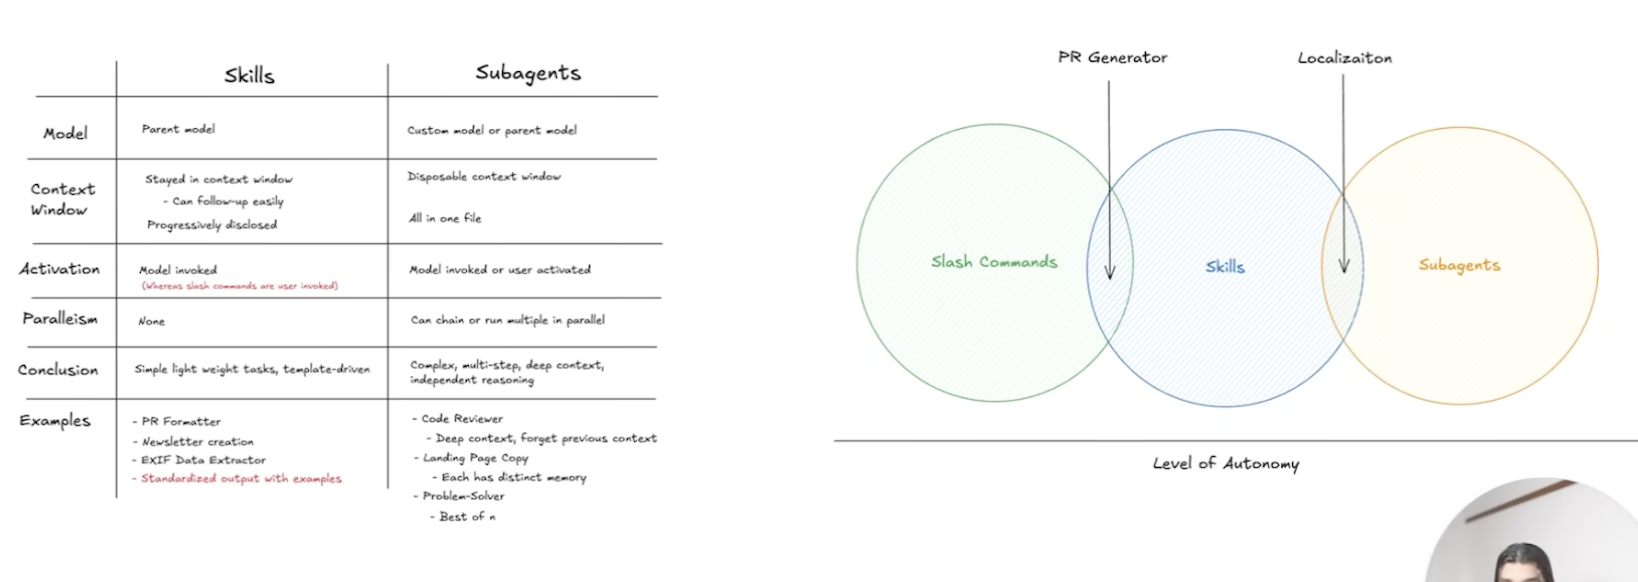 Skills
Subagents
Model
Parent model
Custom model or parent model
Context
Window
Stayed in context window
- Can follow-up easily
Progressively disclosed
Disposable context window
All in one file
Activation
Model invoked
(Whereas slash commands are user invoked)
Model invoked or user activated
Paralleism
None
Can chain or run multiple in parallel
Conclusion
Simple light weight tasks, template-driven
Complex, multi-step, deep context,
independent reasoning
Examples
- PR Formatter
- Newsletter creation
- EXIF Data Extractor
- Standardized output with examples
- Code Reviewer
- Deep context, forget previous context
- Landing Page Copy
- Each has distinct memory
- Problem-Solver
- Best of n
PR Generator
Localizaiton
Slash Commands
Skills
Subagents
Level of Autonomy